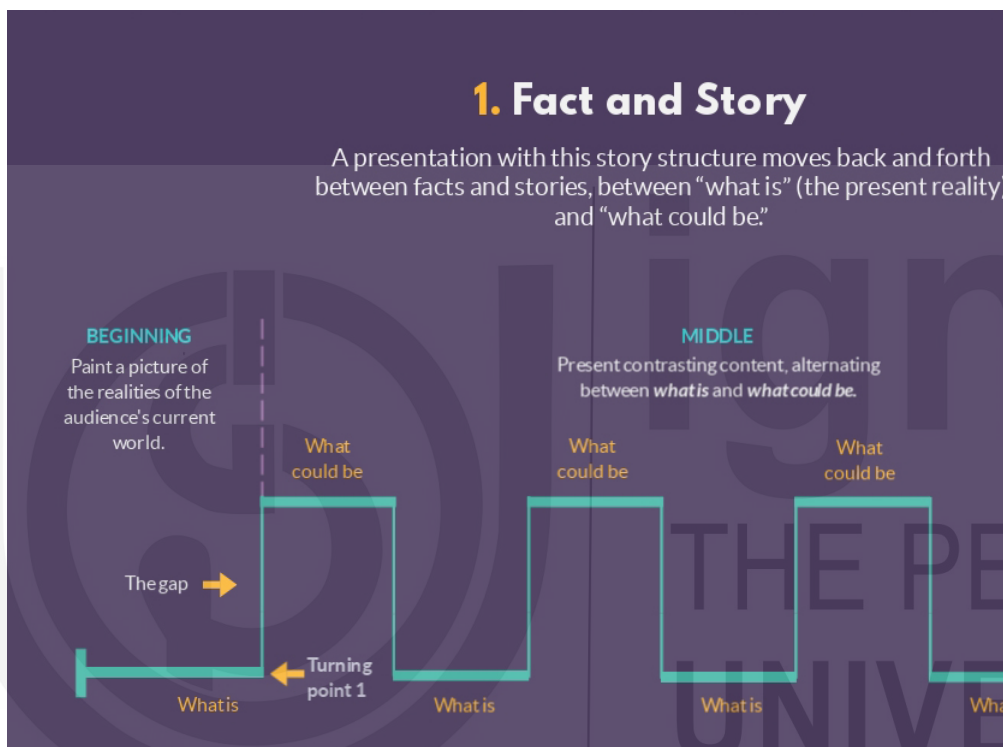 1. Fact and Story
A presentation with this story structure moves back and forth
between facts and stories, between “what is” (the present reality)
and “what could be.”
BEGINNING
Paint a picture of
the realities of the
audience's current
world.
MIDDLE
Present contrasting content, alternating
between what is and what could be.
What
could be
What
could be
What
could be
The gap
Turning
point 1
What is
What is
What is
ign
THE PE
UNIVE